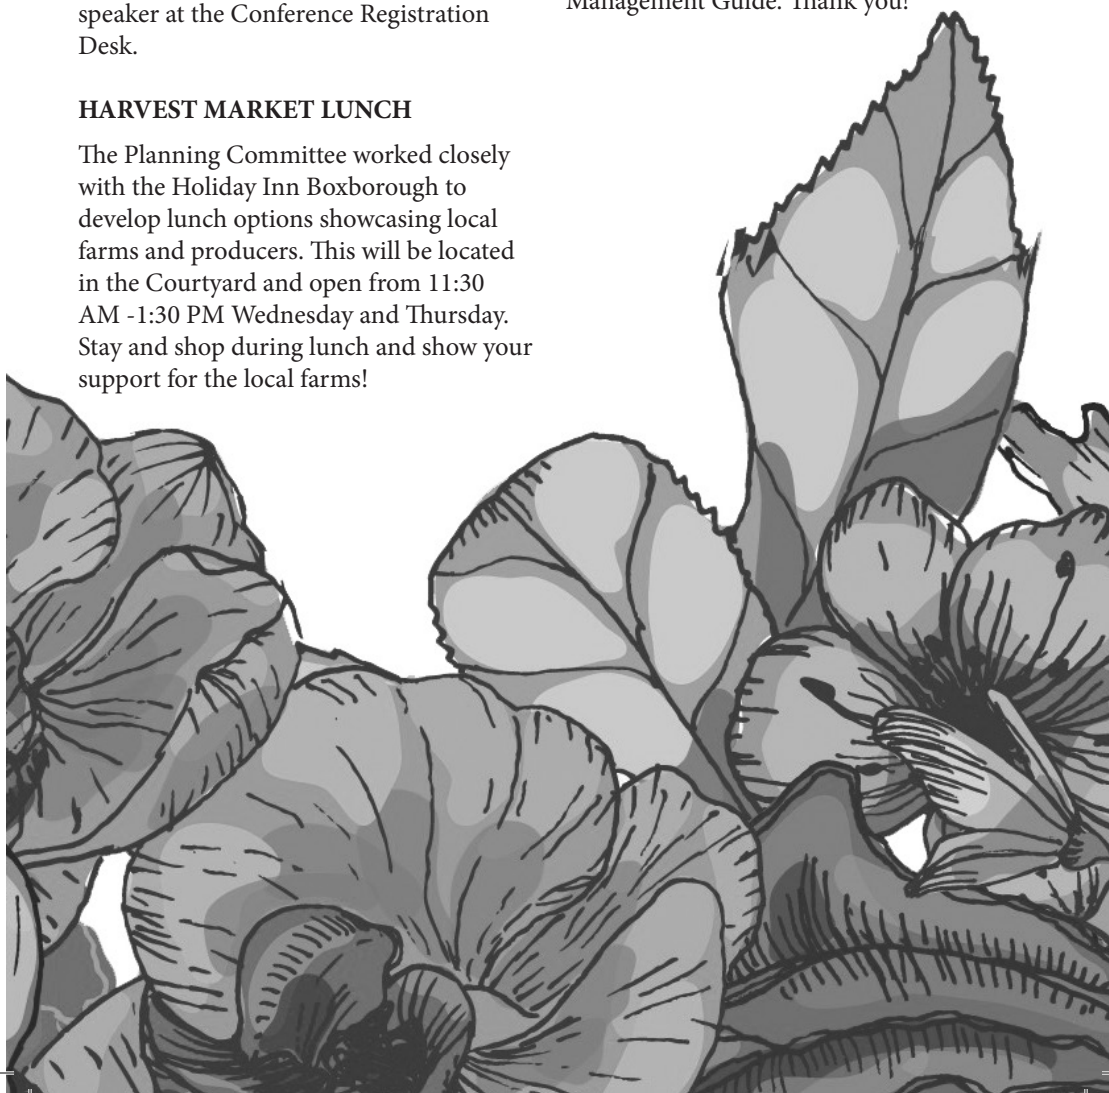 speaker at the Conference Registration
Desk.
HARVEST MARKET LUNCH
The Planning Committee worked closely
with the Holiday Inn Boxborough to
develop lunch options showcasing local
farms and producers. This will be located
in the Courtyard and open from 11:30
AM -1:30 PM Wednesday and Thursday.
Stay and shop during lunch and show your
support for the local farms!
Management Guide. Thank you!